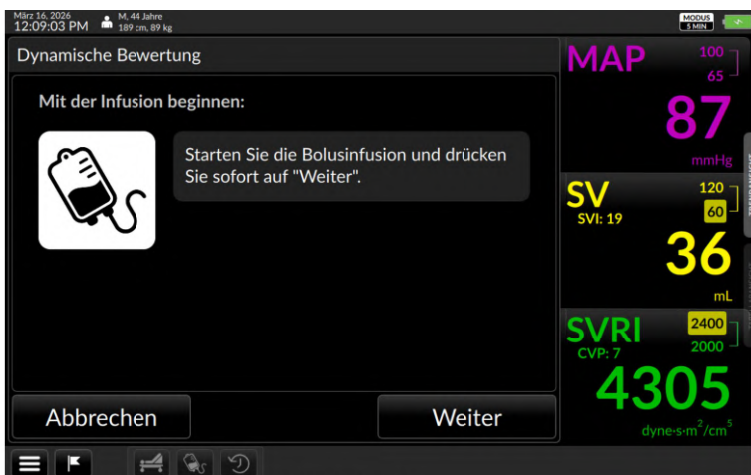 März 16, 2026
12:09:03 PM
M, 44 Jahre
189 cm, 89 kg
MODUS
5 MIN
Dynamische Bewertung
Mit der Infusion beginnen:
Starten Sie die Bolusinfusion und drücken
Sie sofort auf "Weiter".
Abbrechen
Weiter
MAP
100
65
87
mmHg
SV
SVI: 19
120
60
36
mL
SVRI
CVP: 7
2400
2000
4305
dyne·s·m²/cm⁵